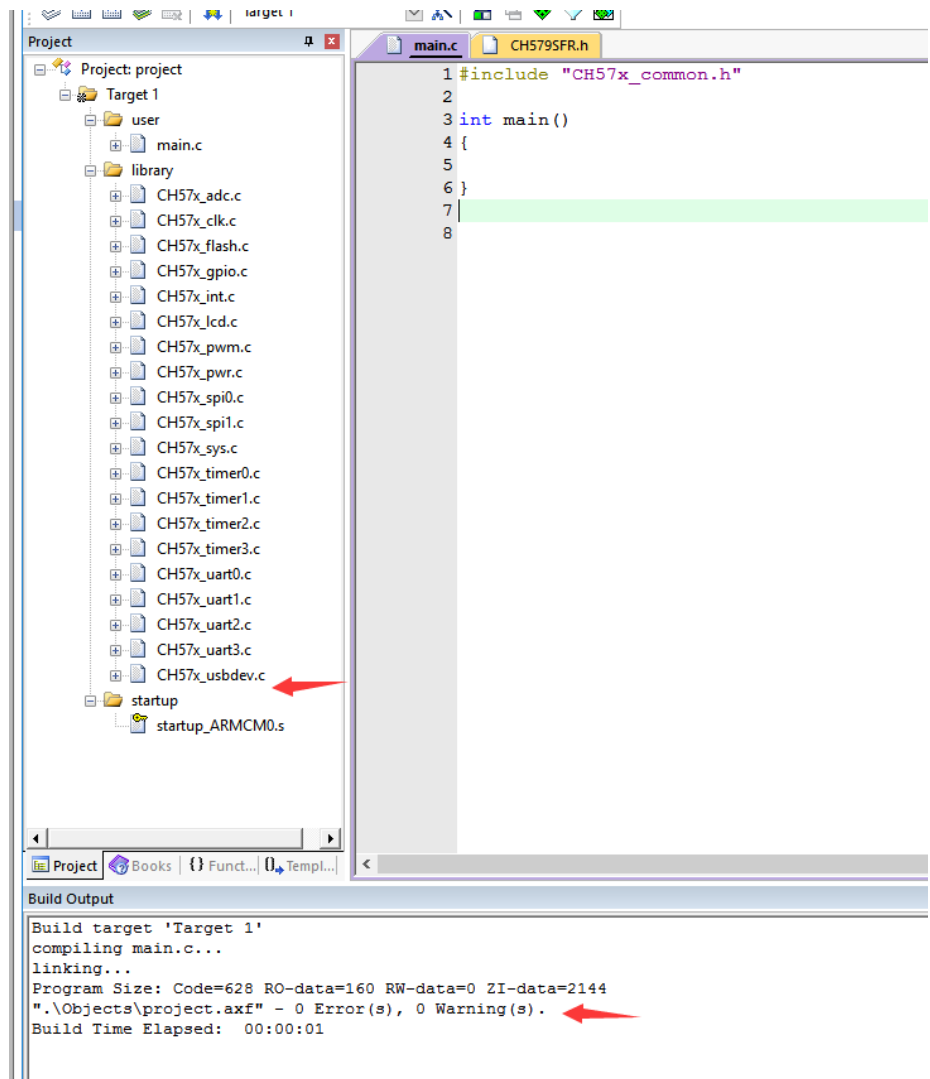 Target 1
Project
main.c
CH579SFR.h
Project: project
Target 1
user
main.c
library
CH57x_adc.c
CH57x_clk.c
CH57x_flash.c
CH57x_gpio.c
CH57x_int.c
CH57x_lcd.c
CH57x_pwm.c
CH57x_pwr.c
CH57x_spi0.c
CH57x_spi1.c
CH57x_sys.c
CH57x_timer0.c
CH57x_timer1.c
CH57x_timer2.c
CH57x_timer3.c
CH57x_uart0.c
CH57x_uart1.c
CH57x_uart2.c
CH57x_uart3.c
CH57x_usbdev.c
startup
startup_ARMCM0.s
1 #include "CH57x_common.h"
2
3 int main()
4 {
5
6 }
7
8
Project
Books
{} Funct...
0 Templ...
Build Output
Build target 'Target 1'
compiling main.c...
linking...
Program Size: Code=628 RO-data=160 RW-data=0 ZI-data=2144
".\Objects\project.axf" - 0 Error(s), 0 Warning(s).
Build Time Elapsed:  00:00:01